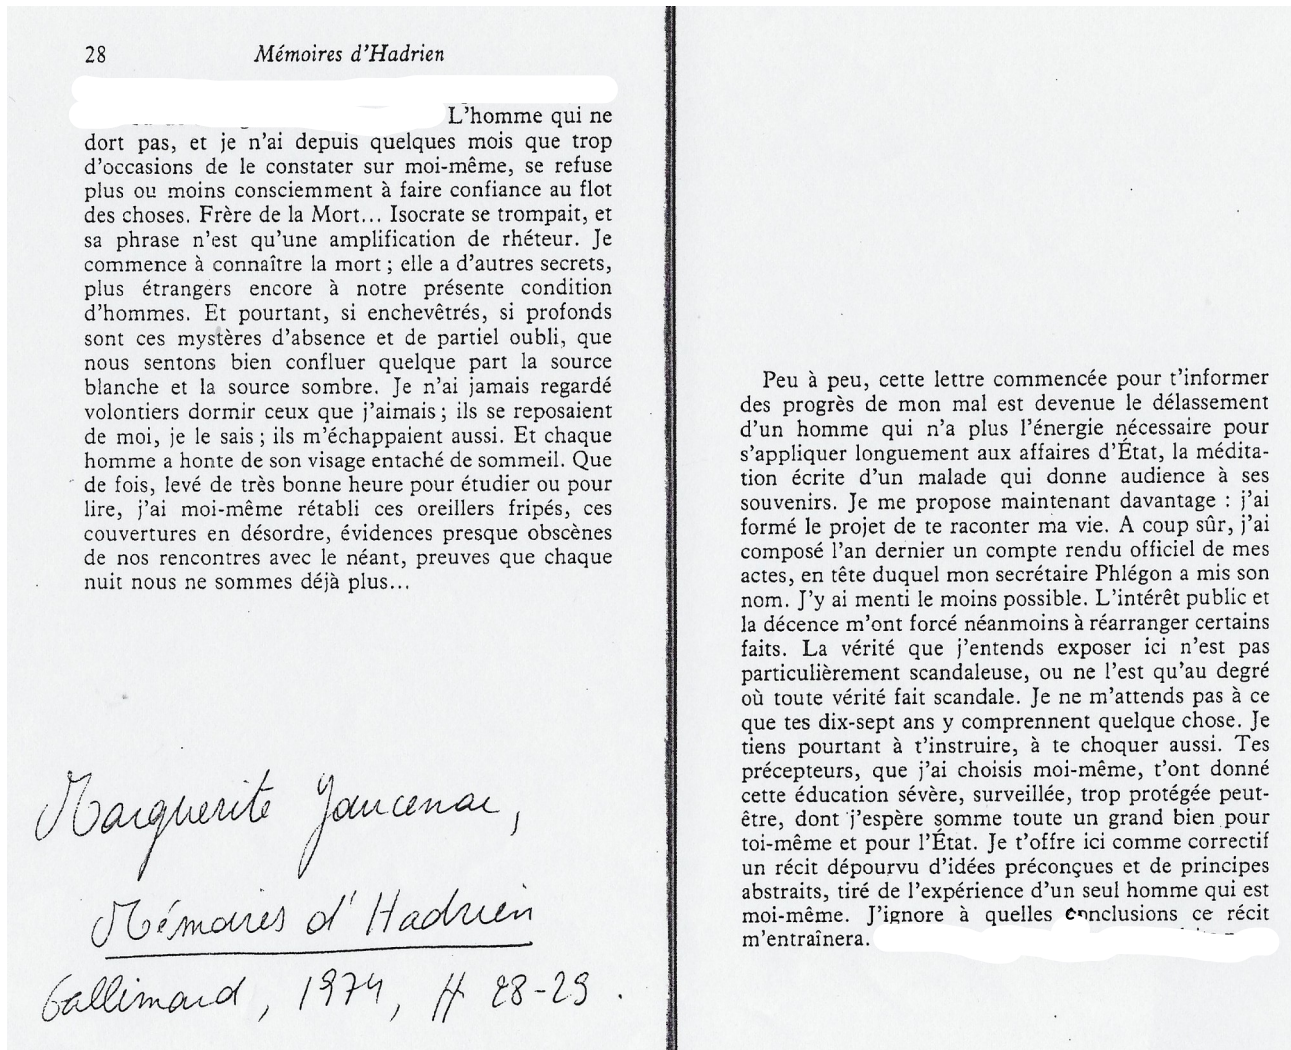 28 Mémoires d'Hadrien
L'homme qui ne
dort pas, et je n'ai depuis quelques mois que trop
d'occasions de le constater sur moi-même, se refuse
plus ou moins consciemment à faire confiance au flot
des choses. Frère de la Mort... Isocrate se trompait, et
sa phrase n'est qu'une amplification de rhéteur. Je
commence à connaître la mort ; elle a d'autres secrets,
plus étrangers encore à notre présente condition
d'hommes. Et pourtant, si enchevêtrés, si profonds
sont ces mystères d'absence et de partiel oubli, que
nous sentons bien confluer quelque part la source
blanche et la source sombre. Je n'ai jamais regardé
volontiers dormir ceux que j'aimais ; ils se reposaient
de moi, je le sais ; ils m'échappaient aussi. Et chaque
homme a honte de son visage entaché de sommeil. Que
de fois, levé de très bonne heure pour étudier ou pour
lire, j'ai moi-même rétabli ces oreillers fripés, ces
couvertures en désordre, évidences presque obscènes
de nos rencontres avec le néant, preuves que chaque
nuit nous ne sommes déjà plus...
Marguerite Yourcenar,
Mémoires d'Hadrien
Gallimard, 1974, pp 28-29.
Peu à peu, cette lettre commencée pour t'informer
des progrès de mon mal est devenue le délassement
d'un homme qui n'a plus l'énergie nécessaire pour
s'appliquer longuement aux affaires d'État, la médita-
tion écrite d'un malade qui donne audience à ses
souvenirs. Je me propose maintenant davantage : j'ai
formé le projet de te raconter ma vie. A coup sûr, j'ai
composé l'an dernier un compte rendu officiel de mes
actes, en tête duquel mon secrétaire Phlégon a mis son
nom. J'y ai menti le moins possible. L'intérêt public et
la décence m'ont forcé néanmoins à réarranger certains
faits. La vérité que j'entends exposer ici n'est pas
particulièrement scandaleuse, ou ne l'est qu'au degré
où toute vérité fait scandale. Je ne m'attends pas à ce
que tes dix-sept ans y comprennent quelque chose. Je
tiens pourtant à t'instruire, à te choquer aussi. Tes
précepteurs, que j'ai choisis moi-même, t'ont donné
cette éducation sévère, surveillée, trop protégée peut-
être, dont j'espère somme toute un grand bien pour
toi-même et pour l'État. Je t'offre ici comme correctif
un récit dépourvu d'idées préconçues et de principes
abstraits, tiré de l'expérience d'un seul homme qui est
moi-même. J'ignore à quelles conclusions ce récit
m'entraînera.